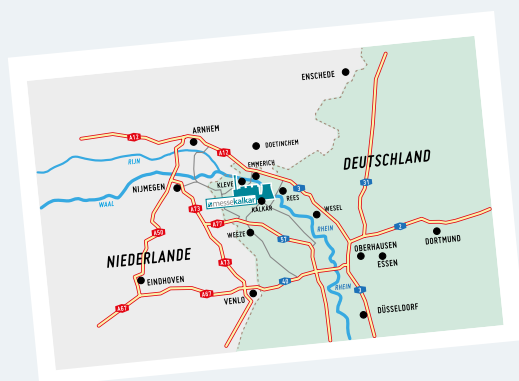 ENSCHEDE
ARNHEM
A12
A12
DOETINCHEM
RIJN
EMMERICH
DEUTSCHLAND
NIJMEGEN
KLEVE
3
31
REES
WAAL
messekalkar
KALKAR
A73
WESEL
A77
RHEIN
2
A50
WEEZE
57
DORTMUND
OBERHAUSEN
NIEDERLANDE
ESSEN
A73
EINDHOVEN
40
RHEIN
3
A67
VENLO
A67
DÜSSELDORF